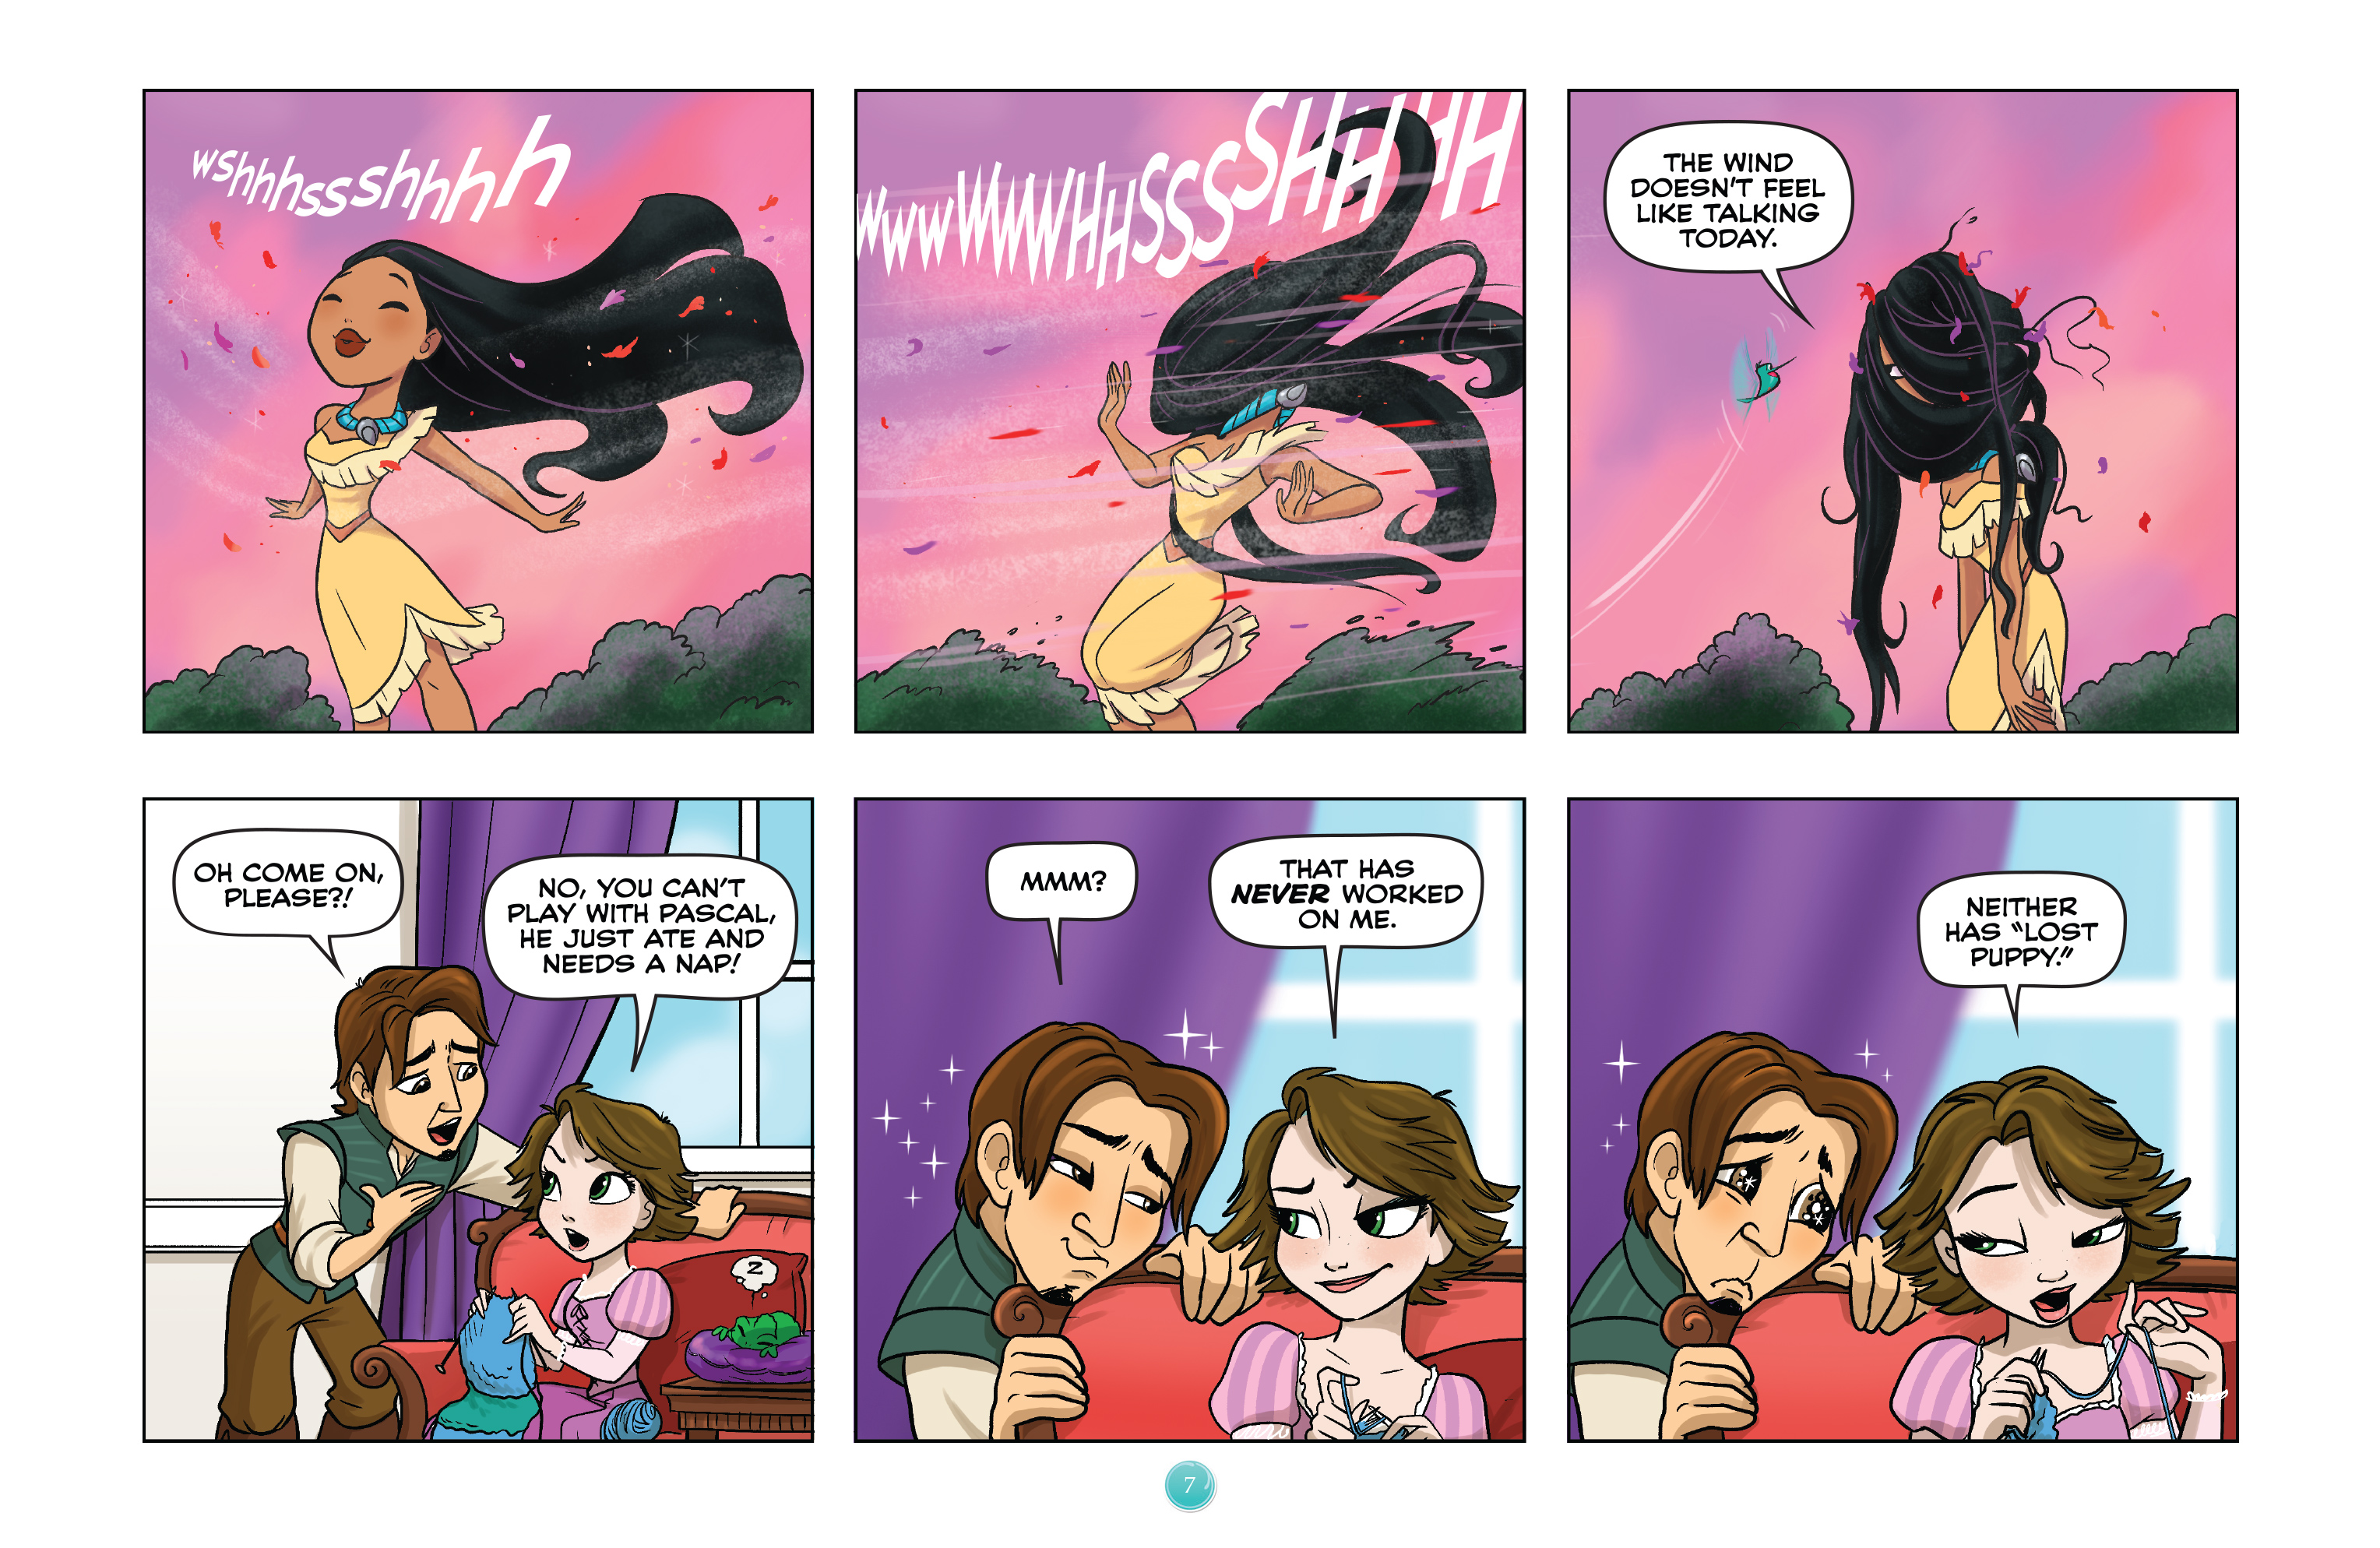 wshhhssshhhh
WWWWWWHHSSSSHHHHH
THE WIND
DOESN'T FEEL
LIKE TALKING
TODAY.
OH COME ON,
PLEASE?!
NO, YOU CAN'T
PLAY WITH PASCAL,
HE JUST ATE AND
NEEDS A NAP!
Z
MMM?
THAT HAS
NEVER WORKED
ON ME.
NEITHER
HAS “LOST
PUPPY.”
7